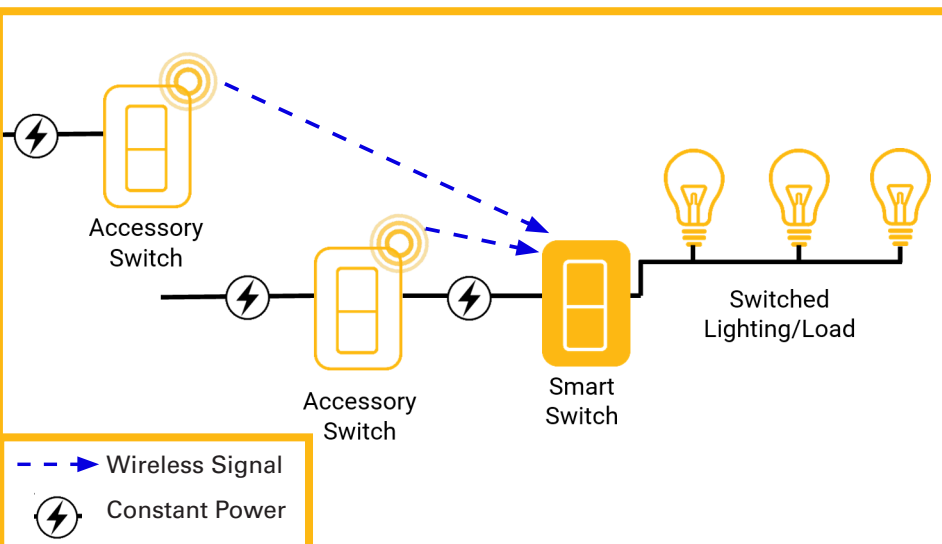 Accessory
Switch
Switched
Lighting/Load
Accessory
Switch
Smart
Switch
Wireless Signal
Constant Power